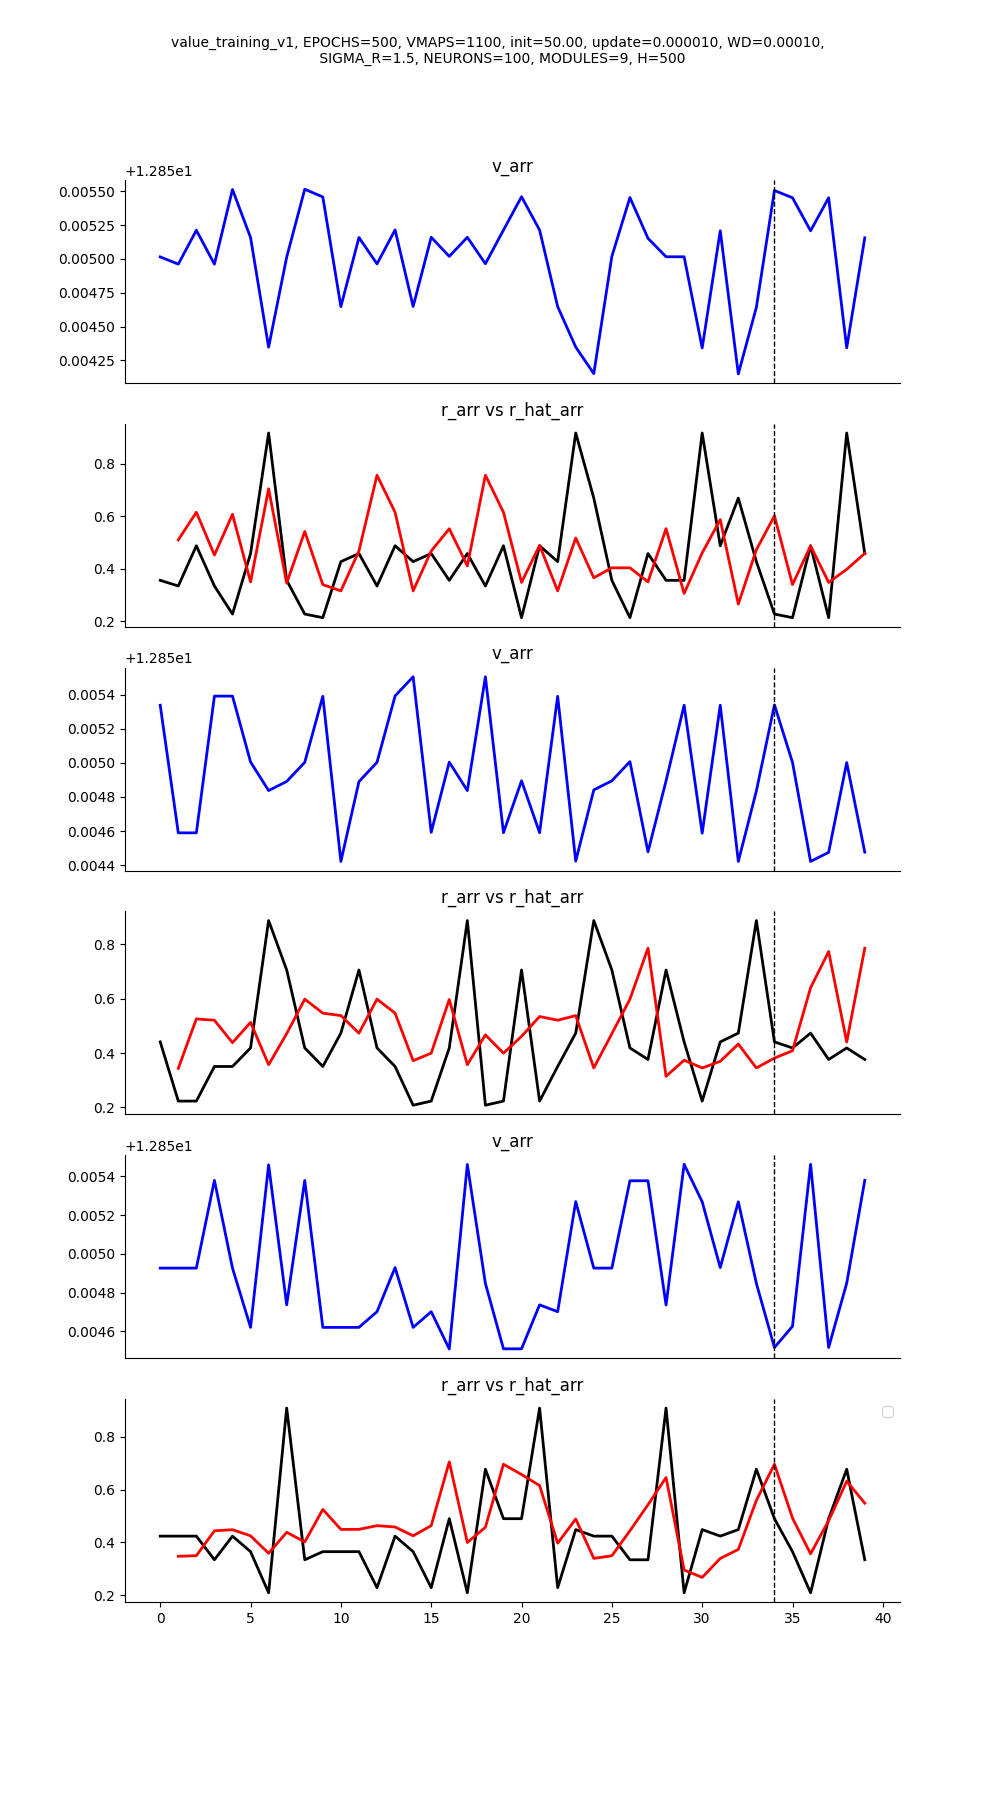 value_training_v1, EPOCHS=500, VMAPS=1100, init=50.00, update=0.000010, WD=0.00010,
SIGMA_R=1.5, NEURONS=100, MODULES=9, H=500
v_arr
+1.285e1
0.00550
0.00525
0.00500
0.00475
0.00450
0.00425
r_arr vs r_hat_arr
0.8
0.6
0.4
0.2
v_arr
+1.285e1
0.0054
0.0052
0.0050
0.0048
0.0046
0.0044
r_arr vs r_hat_arr
0.8
0.6
0.4
0.2
v_arr
+1.285e1
0.0054
0.0052
0.0050
0.0048
0.0046
r_arr vs r_hat_arr
0.8
0.6
0.4
0.2
0 5 10 15 20 25 30 35 40